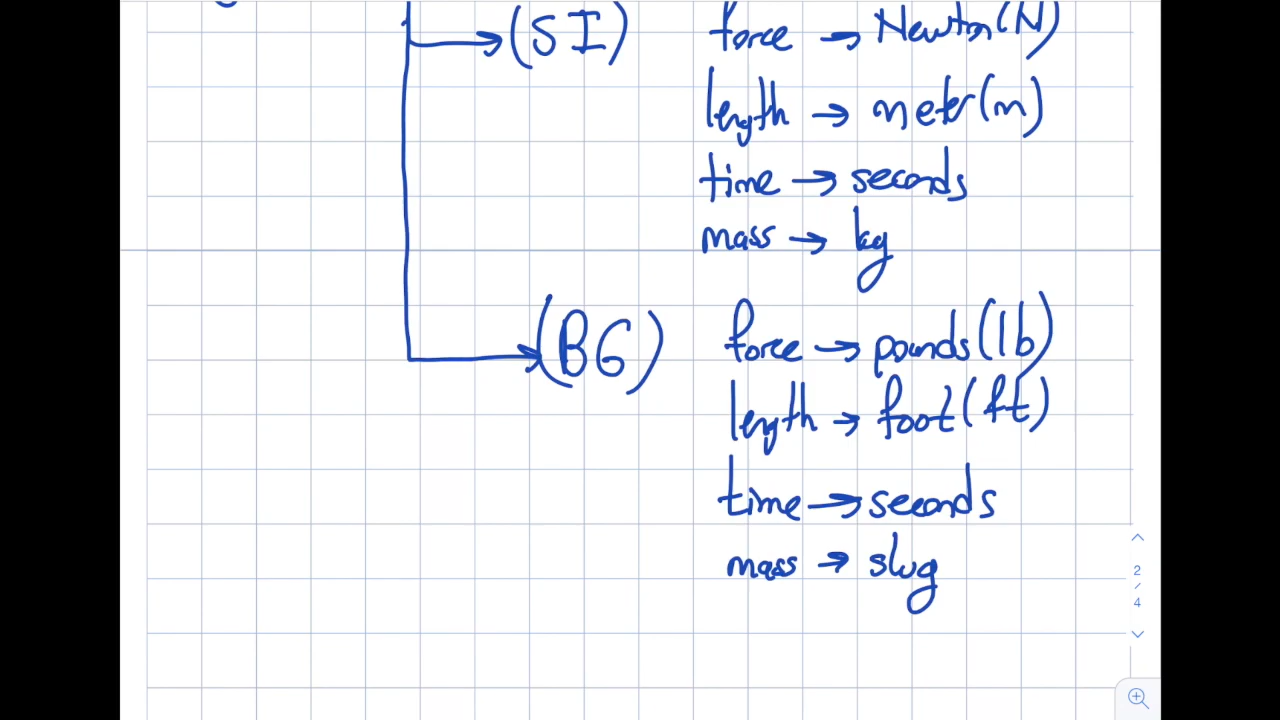 (SI) force → Newton(N)
length → meter(m)
time → seconds
mass → kg
(BG) force → pounds(lb)
length → foot(ft)
time → seconds
mass → slug
2
/
4